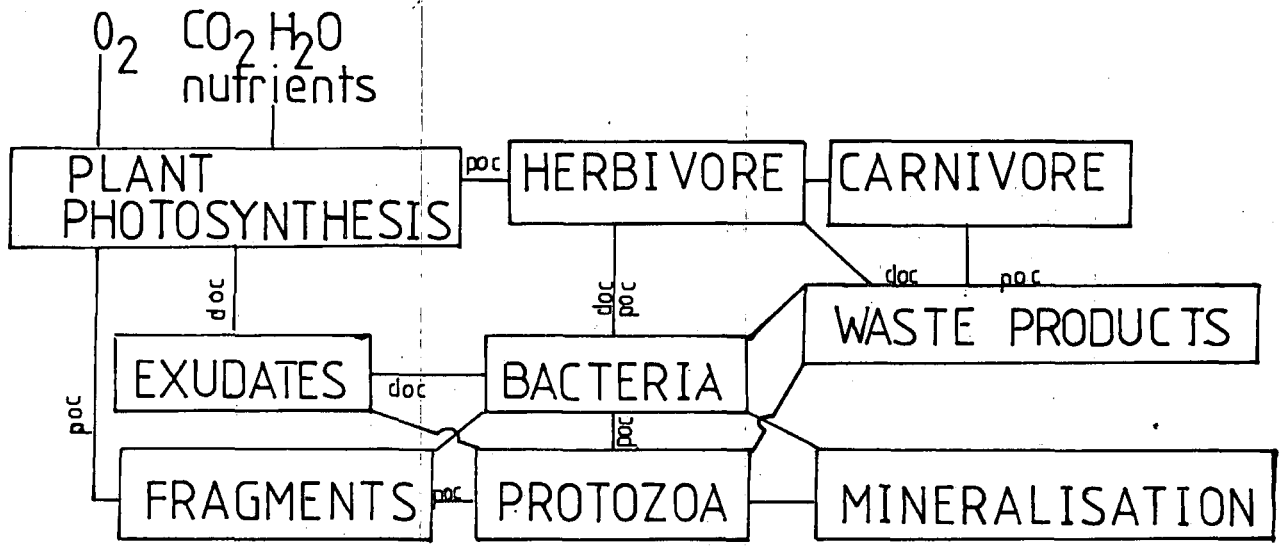 O₂ CO₂ H₂O
nutrients
PLANT
PHOTOSYNTHESIS
poc
HERBIVORE
CARNIVORE
doc
doc
poc
doc
poc
WASTE PRODUCTS
EXUDATES
doc
BACTERIA
poc
poc
FRAGMENTS
poc
PROTOZOA
MINERALISATION